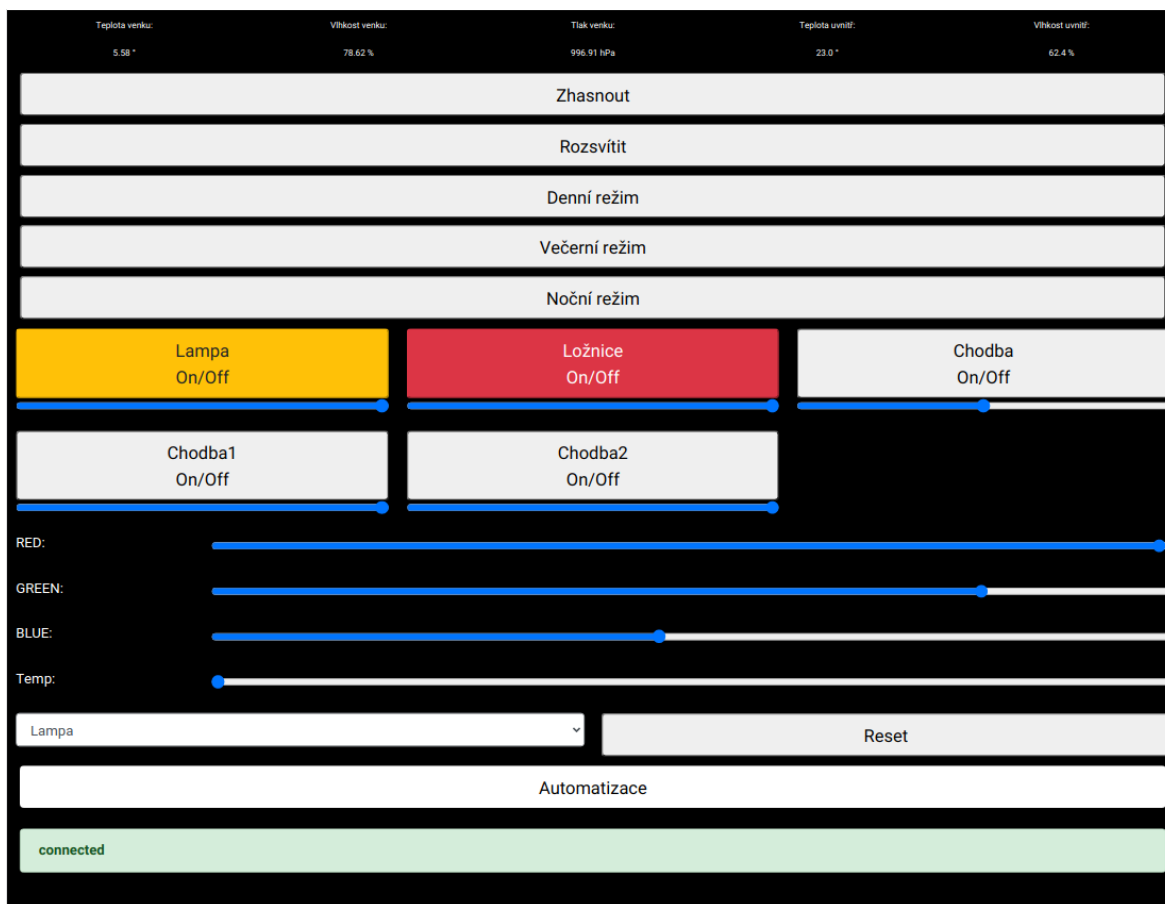 Teplota venku: Vlhkost venku: Tlak venku: Teplota uvnitř: Vlhkost uvnitř:
5.58 ° 78.62 % 996.91 hPa 23.0 ° 62.4 %
Zhasnout
Rozsvítit
Denní režim
Večerní režim
Noční režim
Lampa Ložnice Chodba
On/Off On/Off On/Off
Chodba1 Chodba2
On/Off On/Off
RED:
GREEN:
BLUE:
Temp:
Lampa Reset
Automatizace
connected